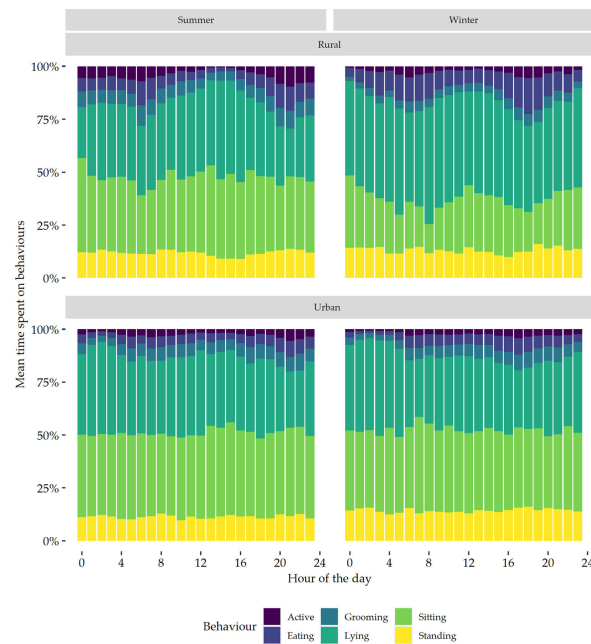 Summer Winter
Rural
100%
75%
50%
25%
0%
Urban
100%
75%
50%
25%
0%
0 4 8 12 16 20 24 0 4 8 12 16 20 24
Hour of the day
Mean time spent on behaviours
Behaviour
Active Grooming Sitting
Eating Lying Standing